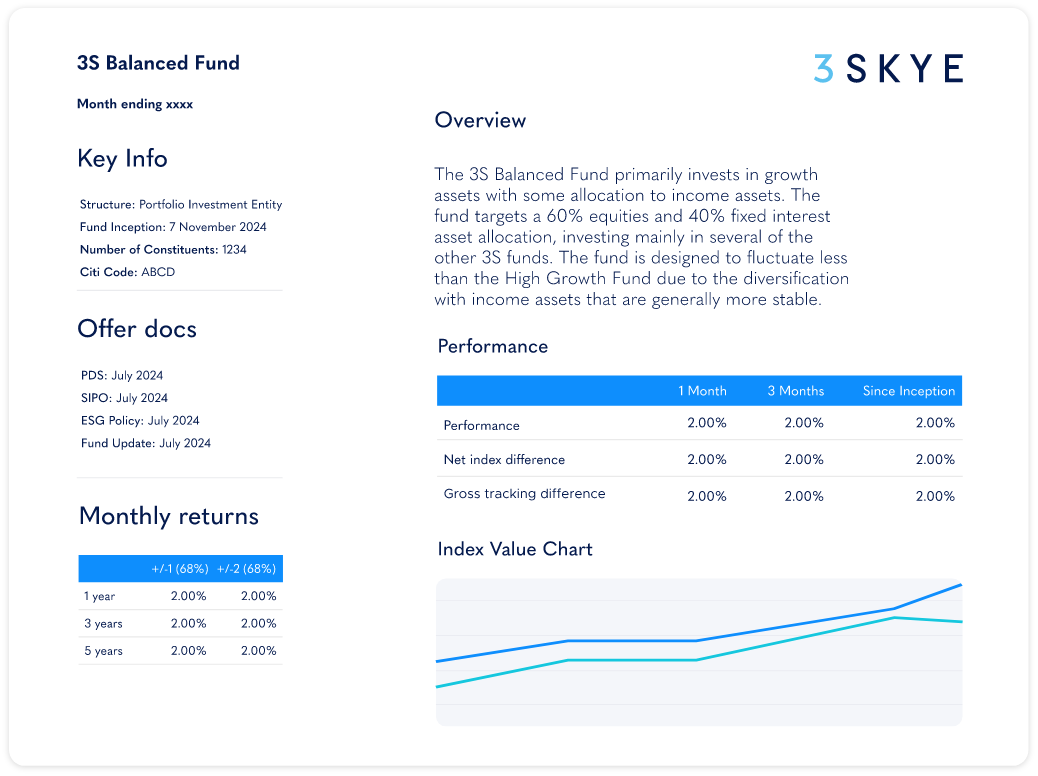 3S Balanced Fund
Month ending xxxx
Key Info
Structure: Portfolio Investment Entity
Fund Inception: 7 November 2024
Number of Constituents: 1234
Citi Code: ABCD
Offer docs
PDS: July 2024
SIPO: July 2024
ESG Policy: July 2024
Fund Update: July 2024
Monthly returns
+/-1 (68%) +/-2 (68%)
1 year 2.00% 2.00%
3 years 2.00% 2.00%
5 years 2.00% 2.00%
3 SKYE
Overview
The 3S Balanced Fund primarily invests in growth
assets with some allocation to income assets. The
fund targets a 60% equities and 40% fixed interest
asset allocation, investing mainly in several of the
other 3S funds. The fund is designed to fluctuate less
than the High Growth Fund due to the diversification
with income assets that are generally more stable.
Performance
1 Month 3 Months Since Inception
Performance 2.00% 2.00% 2.00%
Net index difference 2.00% 2.00% 2.00%
Gross tracking difference 2.00% 2.00% 2.00%
Index Value Chart